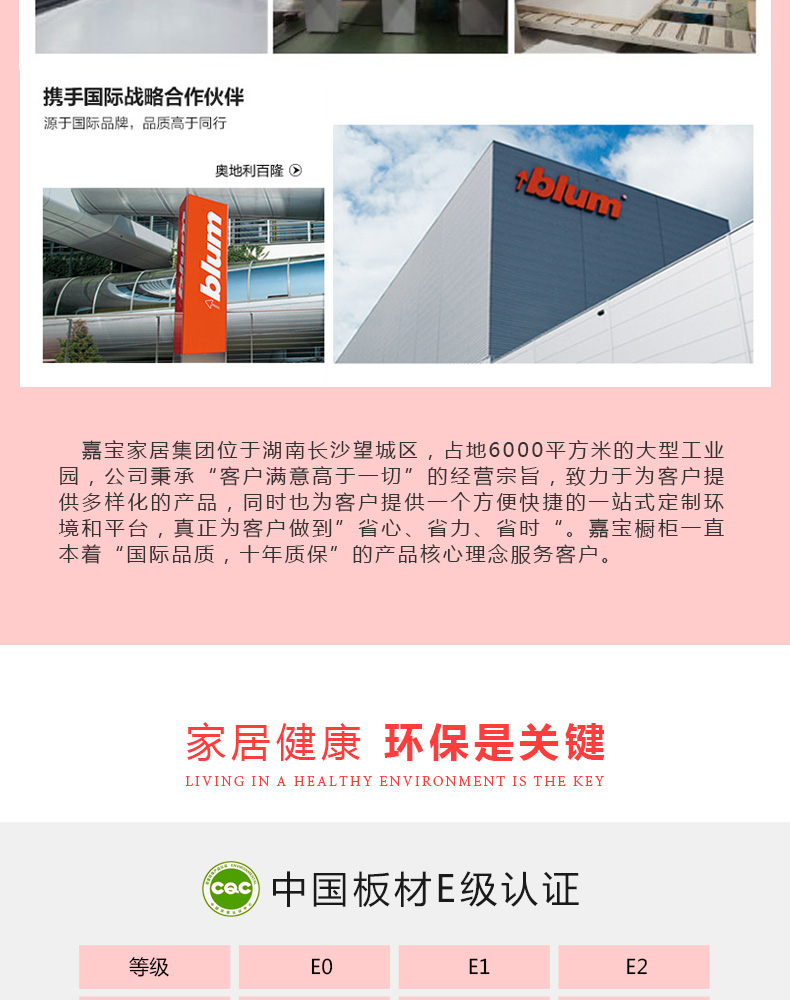 携手国际战略合作伙伴
源于国际品牌，品质高于同行
奥地利百隆
blum
blum
嘉宝家居集团位于湖南长沙望城区，占地6000平方米的大型工业
园，公司秉承“客户满意高于一切”的经营宗旨，致力于为客户提
供多样化的产品，同时也为客户提供一个方便快捷的一站式定制环
境和平台，真正为客户做到”省心、省力、省时“。嘉宝橱柜一直
本着“国际品质，十年质保”的产品核心理念服务客户。
家居健康 环保是关键
LIVING IN A HEALTHY ENVIRONMENT IS THE KEY
CQC 中国板材E级认证
等级 E0 E1 E2